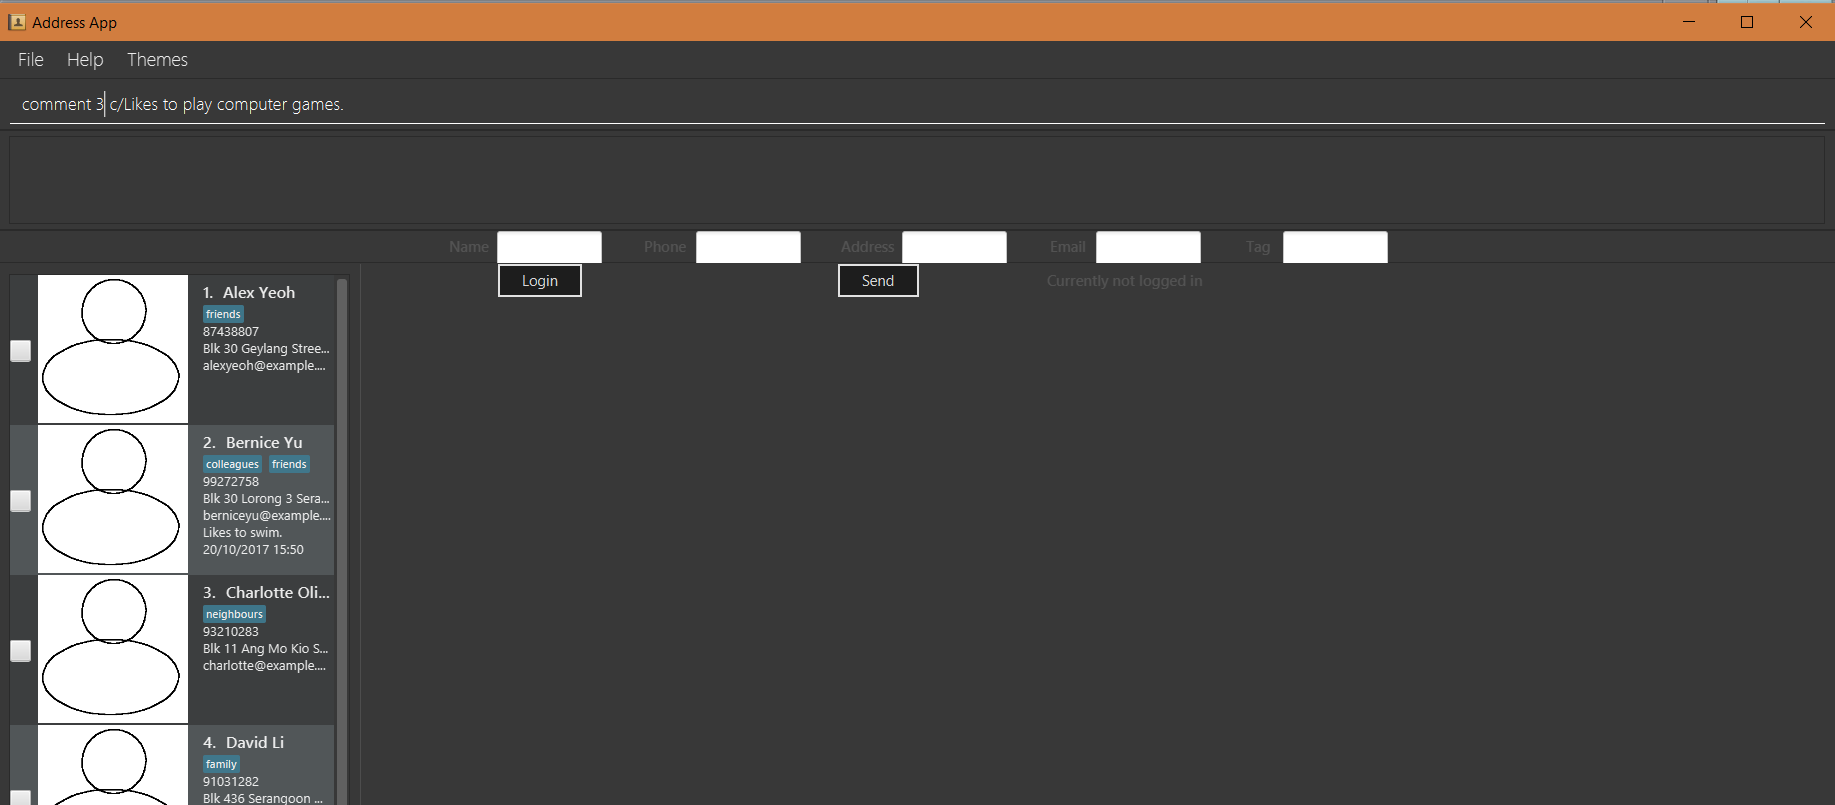 Address App
File Help Themes
comment 3 c/Likes to play computer games.
Name Phone Address Email Tag
Login Send Currently not logged in
1. Alex Yeoh
friends
87438807
Blk 30 Geylang Stree...
alexyeoh@example....
2. Bernice Yu
colleagues friends
99272758
Blk 30 Lorong 3 Sera...
berniceyu@example....
Likes to swim.
20/10/2017 15:50
3. Charlotte Oli...
neighbours
93210283
Blk 11 Ang Mo Kio S...
charlotte@example....
4. David Li
family
91031282
Blk 436 Serangoon ...